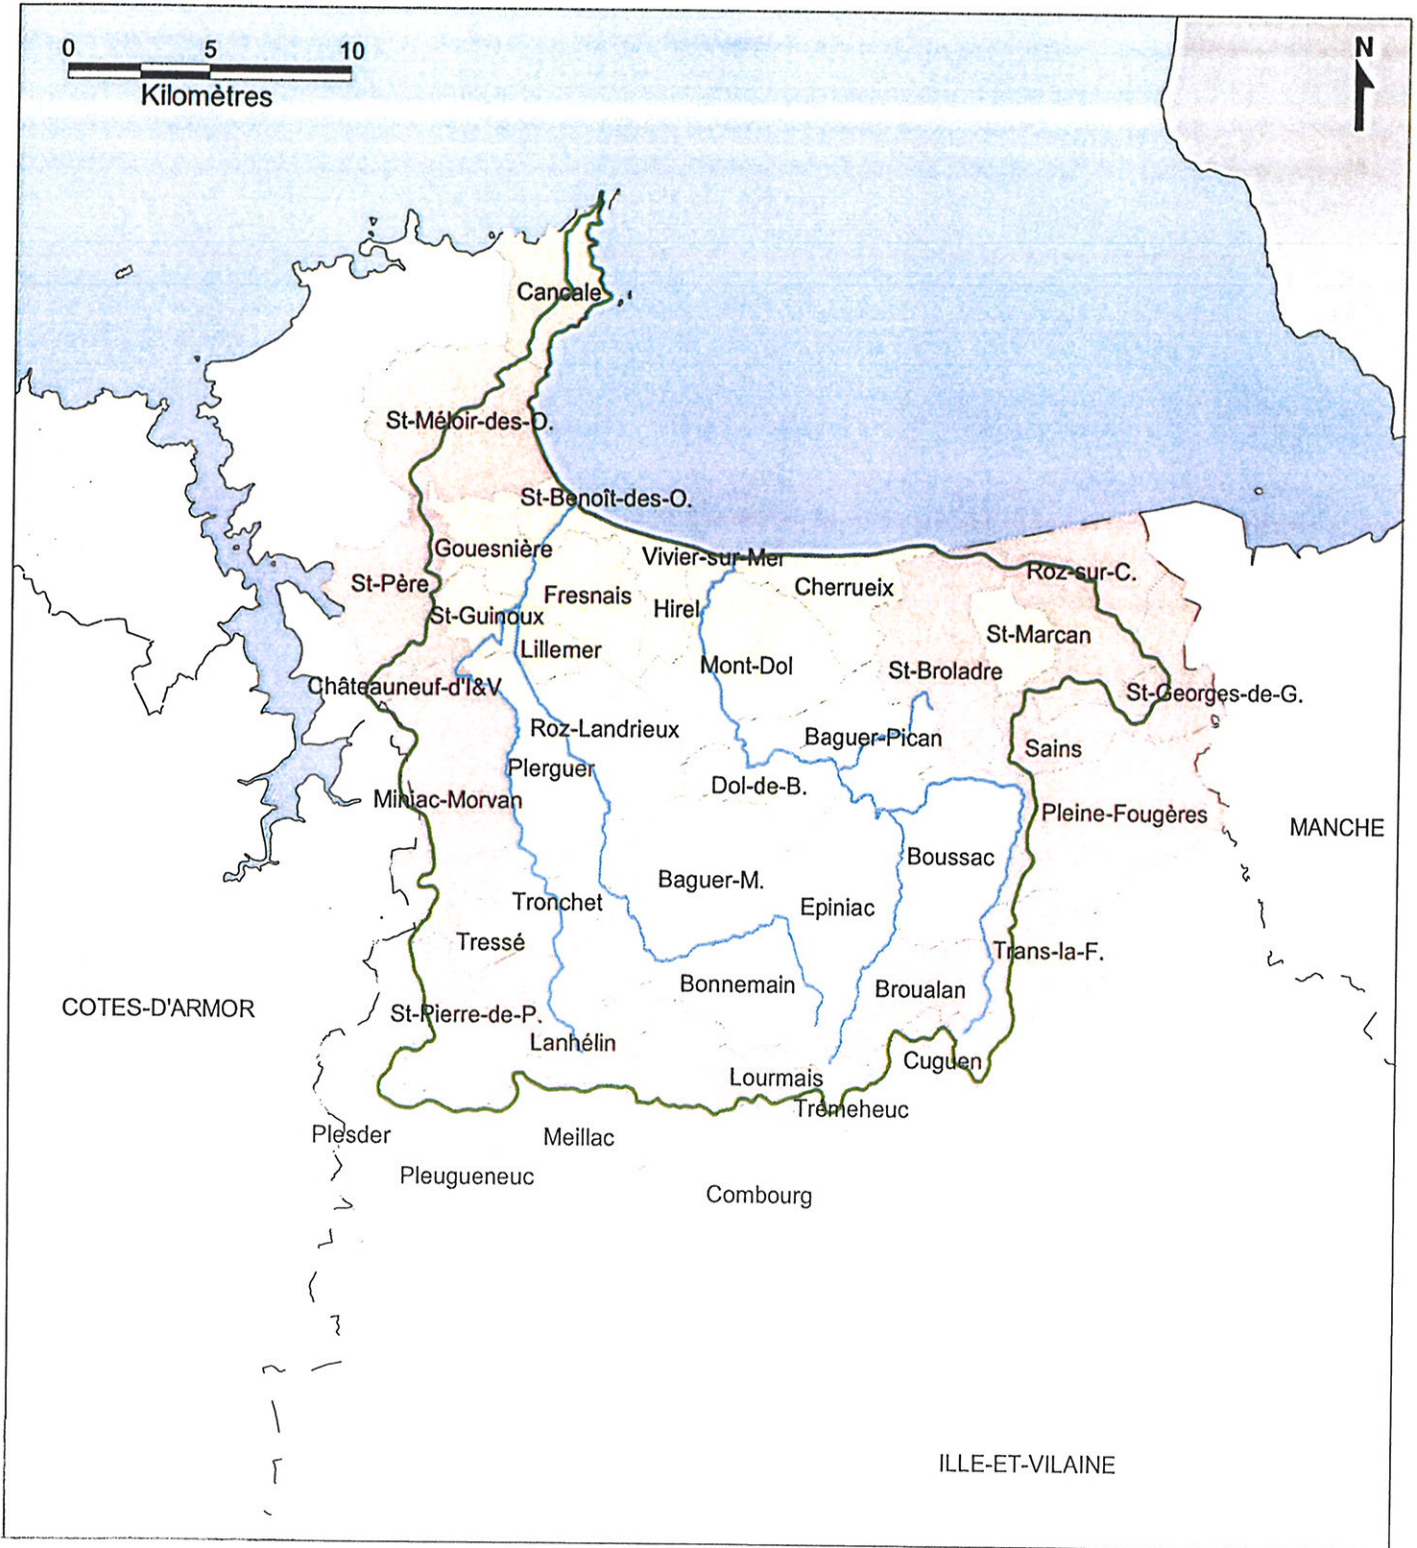 0 5 10
Kilomètres
N
Cancale
St-Méloir-des-O.
St-Benoît-des-O.
Gouesnière
Vivier-sur-Mer
St-Père
Fresnais
Cherrueix
Roz-sur-C.
Hirel
St-Guinoux
St-Marcan
Lillemer
Mont-Dol
St-Broladre
Châteauneuf-d'I&V
St-Georges-de-G.
Roz-Landrieux
Baguer-Pican
Sains
Plerguer
Dol-de-B.
Miniac-Morvan
Pleine-Fougères
MANCHE
Boussac
Baguer-M.
Tronchet
Epiniac
Tressé
Trans-la-F.
Bonnemain
Broualan
COTES-D'ARMOR
St-Pierre-de-P.
Lanhélin
Cuguen
Lourmais
Trémeheuc
Plesder
Meillac
Pleugueneuc
Combourg
ILLE-ET-VILAINE